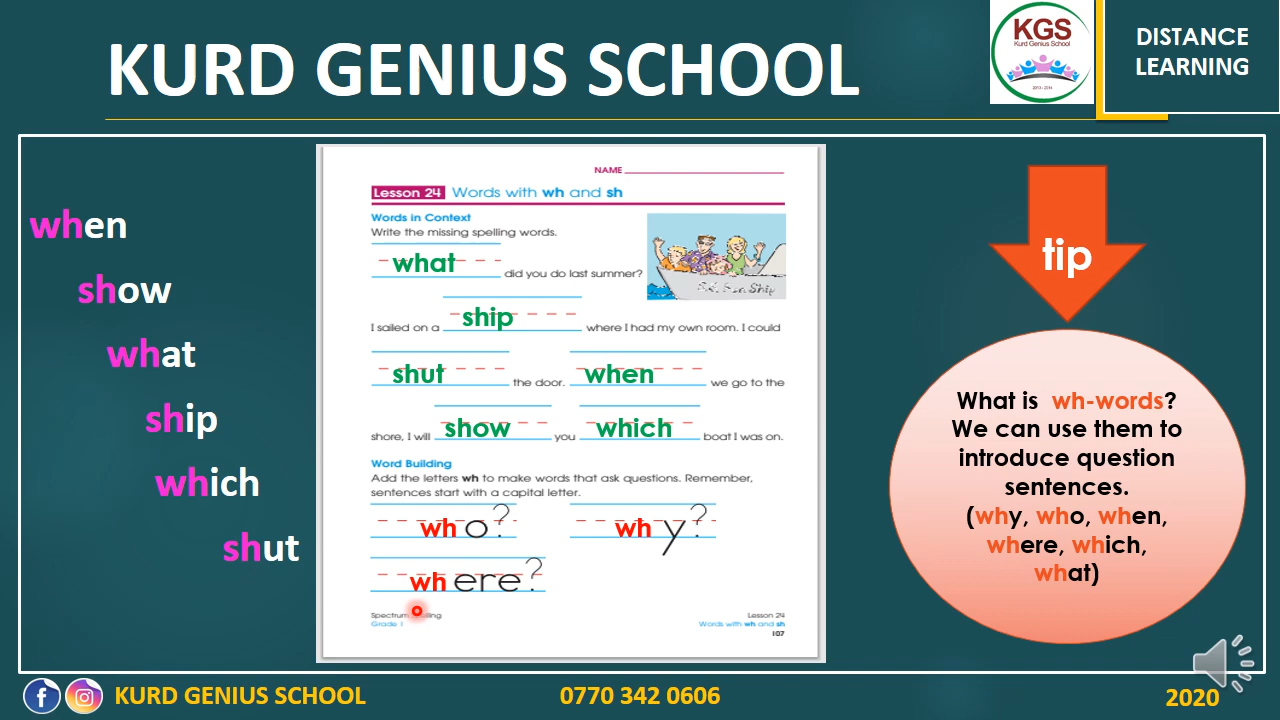 KURD GENIUS SCHOOL
KGS
Kurd Genius School
DISTANCE
LEARNING
when
show
what
ship
which
shut
NAME
Lesson 24 Words with wh and sh
Words in Context
Write the missing spelling words.
what did you do last summer?
I sailed on a ship where I had my own room. I could
shut the door. when we go to the
shore, I will show you which boat I was on.
Word Building
Add the letters wh to make words that ask questions. Remember,
sentences start with a capital letter.
who? why?
where?
Spectrum
Grade 1
Lesson 24
Words with wh and sh
107
tip
What is wh-words?
We can use them to
introduce question
sentences.
(why, who, when,
where, which,
what)
KURD GENIUS SCHOOL
0770 342 0606
2020